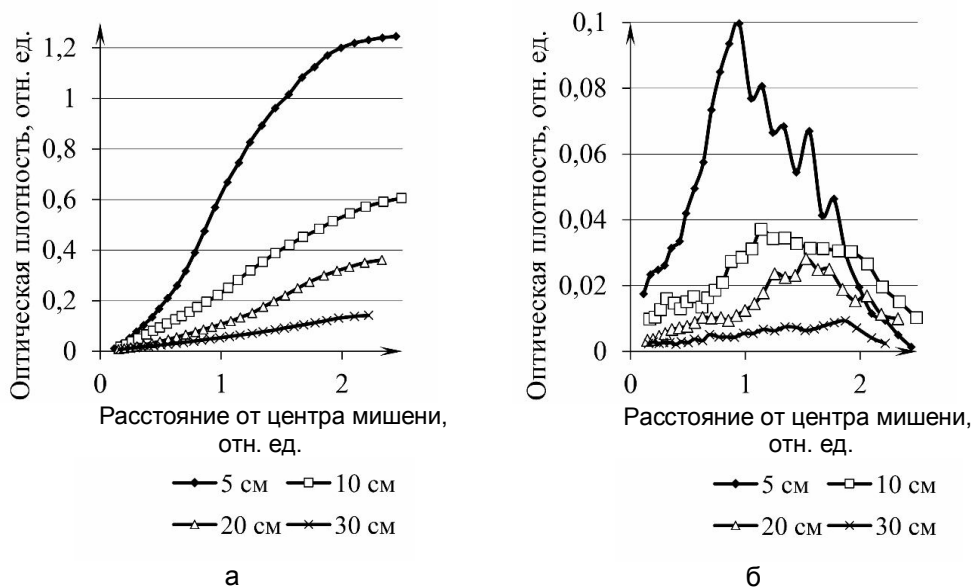 Оптическая плотность, отн. ед.
1,2
1
0,8
0,6
0,4
0,2
0
0 1 2
Расстояние от центра мишени,
отн. ед.
5 см 10 см
20 см 30 см
а
Оптическая плотность, отн. ед.
0,1
0,08
0,06
0,04
0,02
0
0 1 2
Расстояние от центра мишени,
отн. ед.
5 см 10 см
20 см 30 см
б